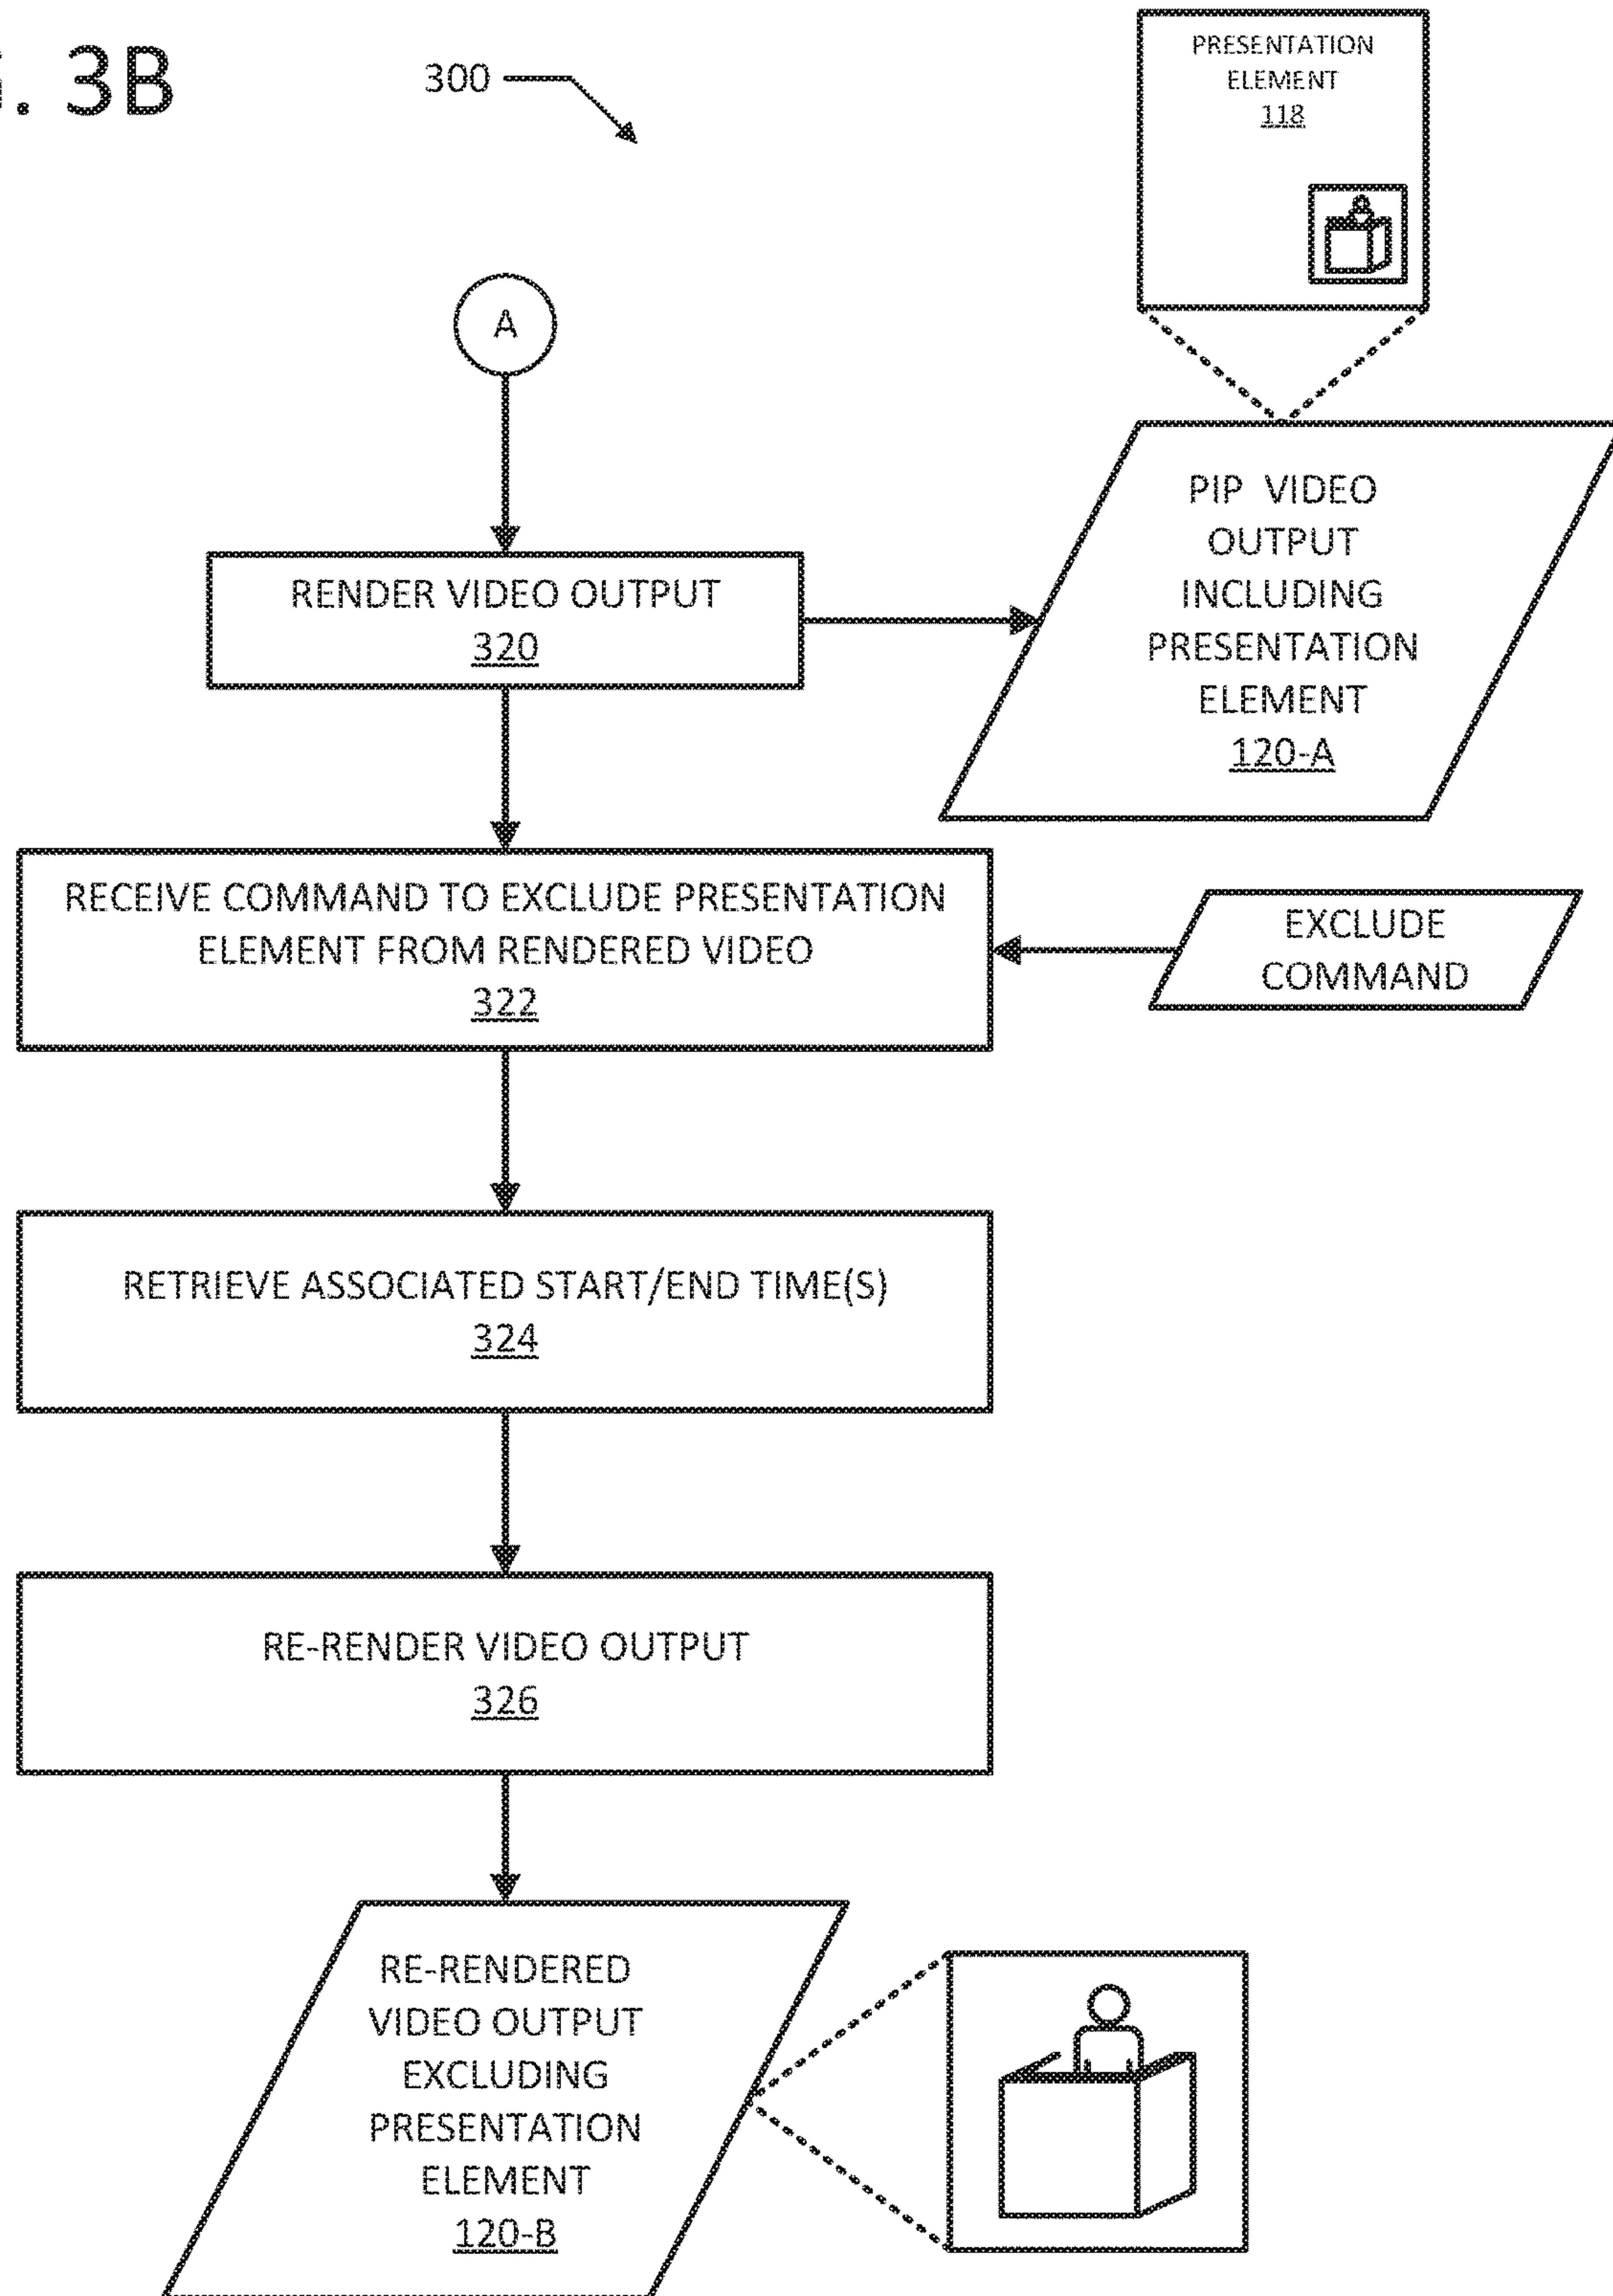 . 3B
300
PRESENTATION
ELEMENT
118
A
RENDER VIDEO OUTPUT
320
PIP VIDEO
OUTPUT
INCLUDING
PRESENTATION
ELEMENT
120-A
RECEIVE COMMAND TO EXCLUDE PRESENTATION
ELEMENT FROM RENDERED VIDEO
322
EXCLUDE
COMMAND
RETRIEVE ASSOCIATED START/END TIME(S)
324
RE-RENDER VIDEO OUTPUT
326
RE-RENDERED
VIDEO OUTPUT
EXCLUDING
PRESENTATION
ELEMENT
120-B